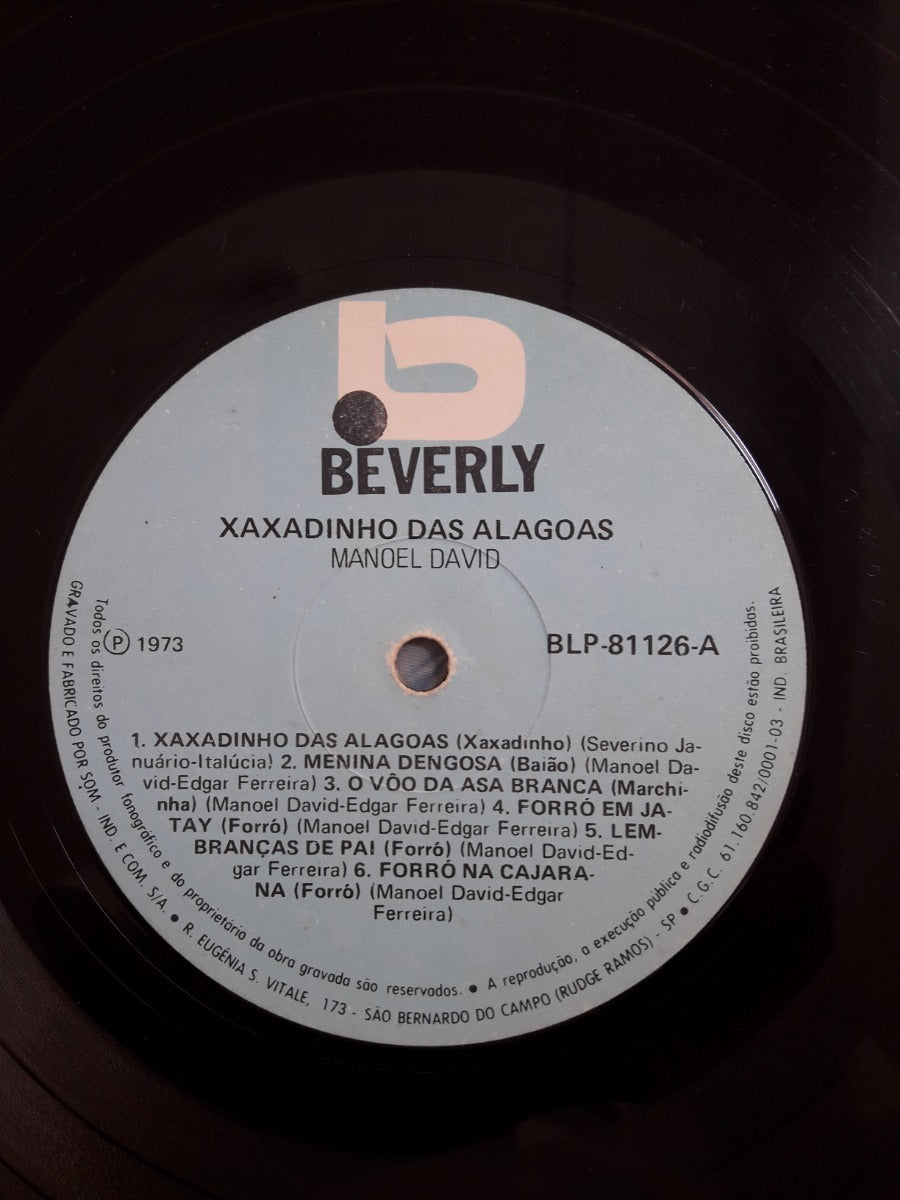 b
BEVERLY
XAXADINHO DAS ALAGOAS
MANOEL DAVID
Ⓟ 1973
BLP-81126-A
1. XAXADINHO DAS ALAGOAS (Xaxadinho) (Severino Ja-
nuário-Italúcia) 2. MENINA DENGOSA (Baião) (Manoel Da-
vid-Edgar Ferreira) 3. O VÔO DA ASA BRANCA (Marchi-
nha) (Manoel David-Edgar Ferreira) 4. FORRÓ EM JA-
TAY (Forró) (Manoel David-Edgar Ferreira) 5. LEM-
BRANÇAS DE PAI (Forró) (Manoel David-Ed-
gar Ferreira) 6. FORRÓ NA CAJARA-
NA (Forró) (Manoel David-Edgar
Ferreira)
Todos os direitos do produtor fonográfico e do proprietário da obra gravada são reservados. • A reprodução, a execução pública e radiodifusão deste disco estão proibidas.
GRAVADO E FABRICADO POR SOM - IND. E COM. S/A. • R. EUGÊNIA S. VITALE, 173 - SÃO BERNARDO DO CAMPO (RUDGE RAMOS) - SP • C.G.C. 61.160.842/0001-03 - IND. BRASILEIRA